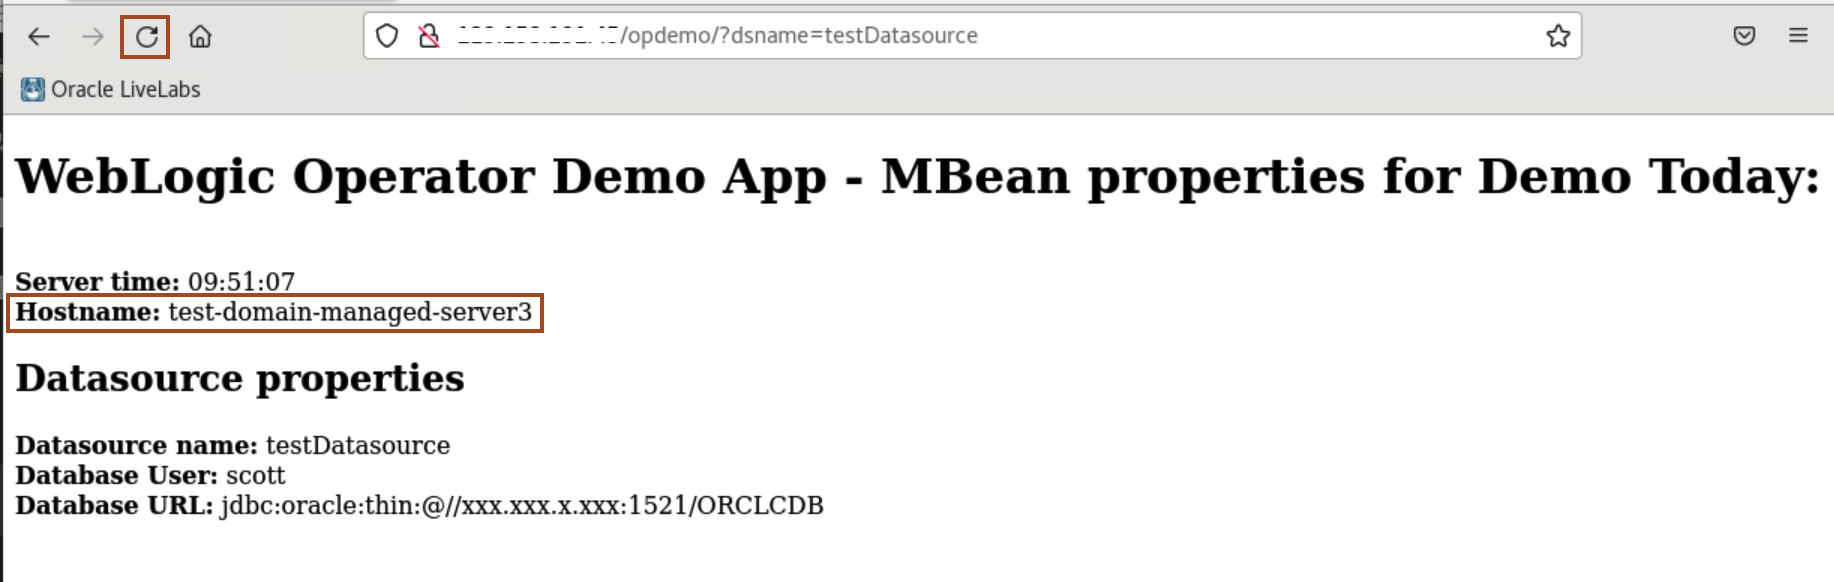 /opdemo/?dsname=testDatasource
Oracle LiveLabs
WebLogic Operator Demo App - MBean properties for Demo Today:
Server time: 09:51:07
Hostname: test-domain-managed-server3
Datasource properties
Datasource name: testDatasource
Database User: scott
Database URL: jdbc:oracle:thin:@//xxx.xxx.x.xxx:1521/ORCLCDB